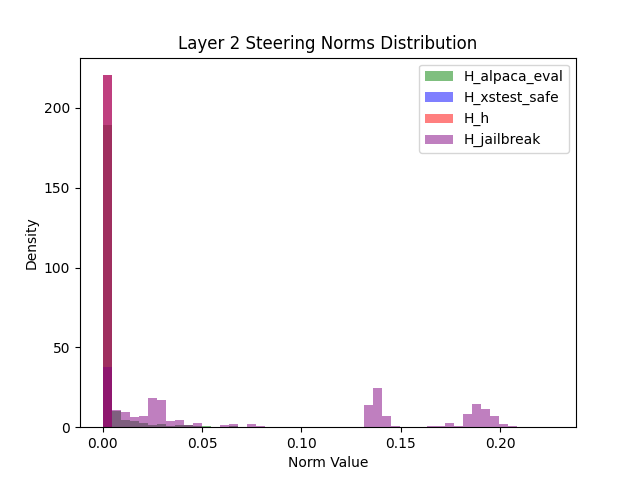 Layer 2 Steering Norms Distribution
H_alpaca_eval
H_xstest_safe
H_h
H_jailbreak
Density
200
150
100
50
0
0.00 0.05 0.10 0.15 0.20
Norm Value